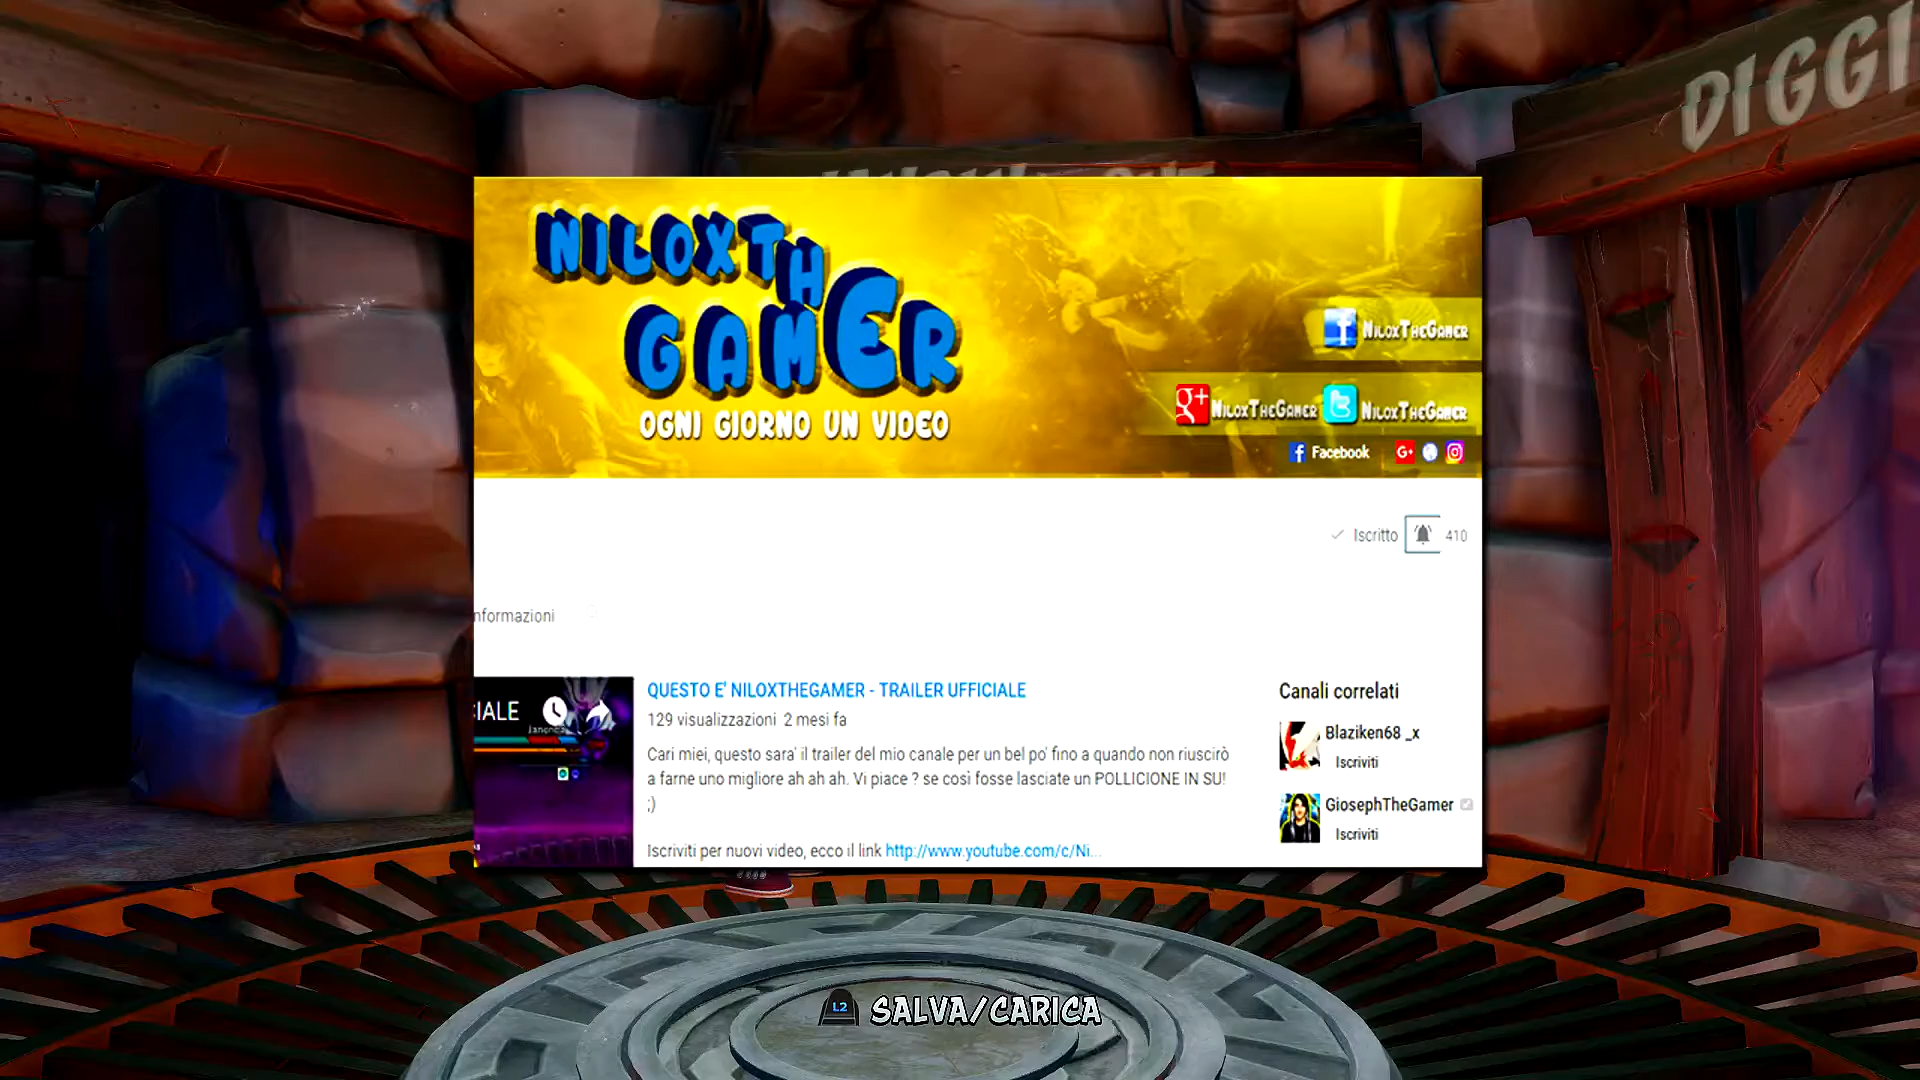 DIGGI
NILOXTH
GAMER
OGNI GIORNO UN VIDEO
NILOXTHEGAMER
g+ NILOXTHEGAMER NILOXTHEGAMER
Facebook G+
Iscritto 410
nformazioni
IALE
QUESTO E' NILOXTHEGAMER - TRAILER UFFICIALE
129 visualizzazioni 2 mesi fa
Cari miei, questo sara' il trailer del mio canale per un bel po' fino a quando non riuscirò
a farne uno migliore ah ah ah. Vi piace ? se così fosse lasciate un POLLICIONE IN SU!
;)
Iscriviti per nuovi video, ecco il link http://www.youtube.com/c/Ni...
Canali correlati
Blaziken68 _x
Iscriviti
GiosephTheGamer
Iscriviti
L2 SALVA/CARICA